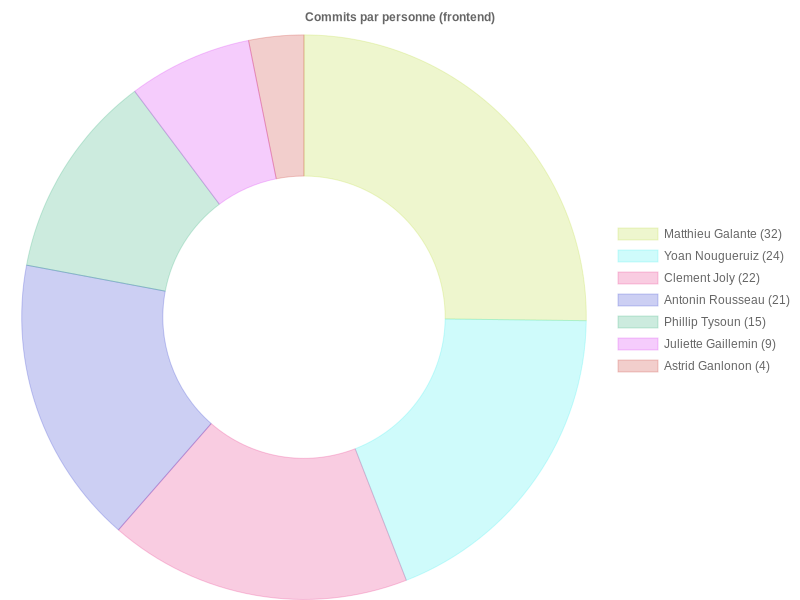 Commits par personne (frontend)
Matthieu Galante (32)
Yoan Nougueruiz (24)
Clement Joly (22)
Antonin Rousseau (21)
Phillip Tysoun (15)
Juliette Gaillemin (9)
Astrid Ganlonon (4)